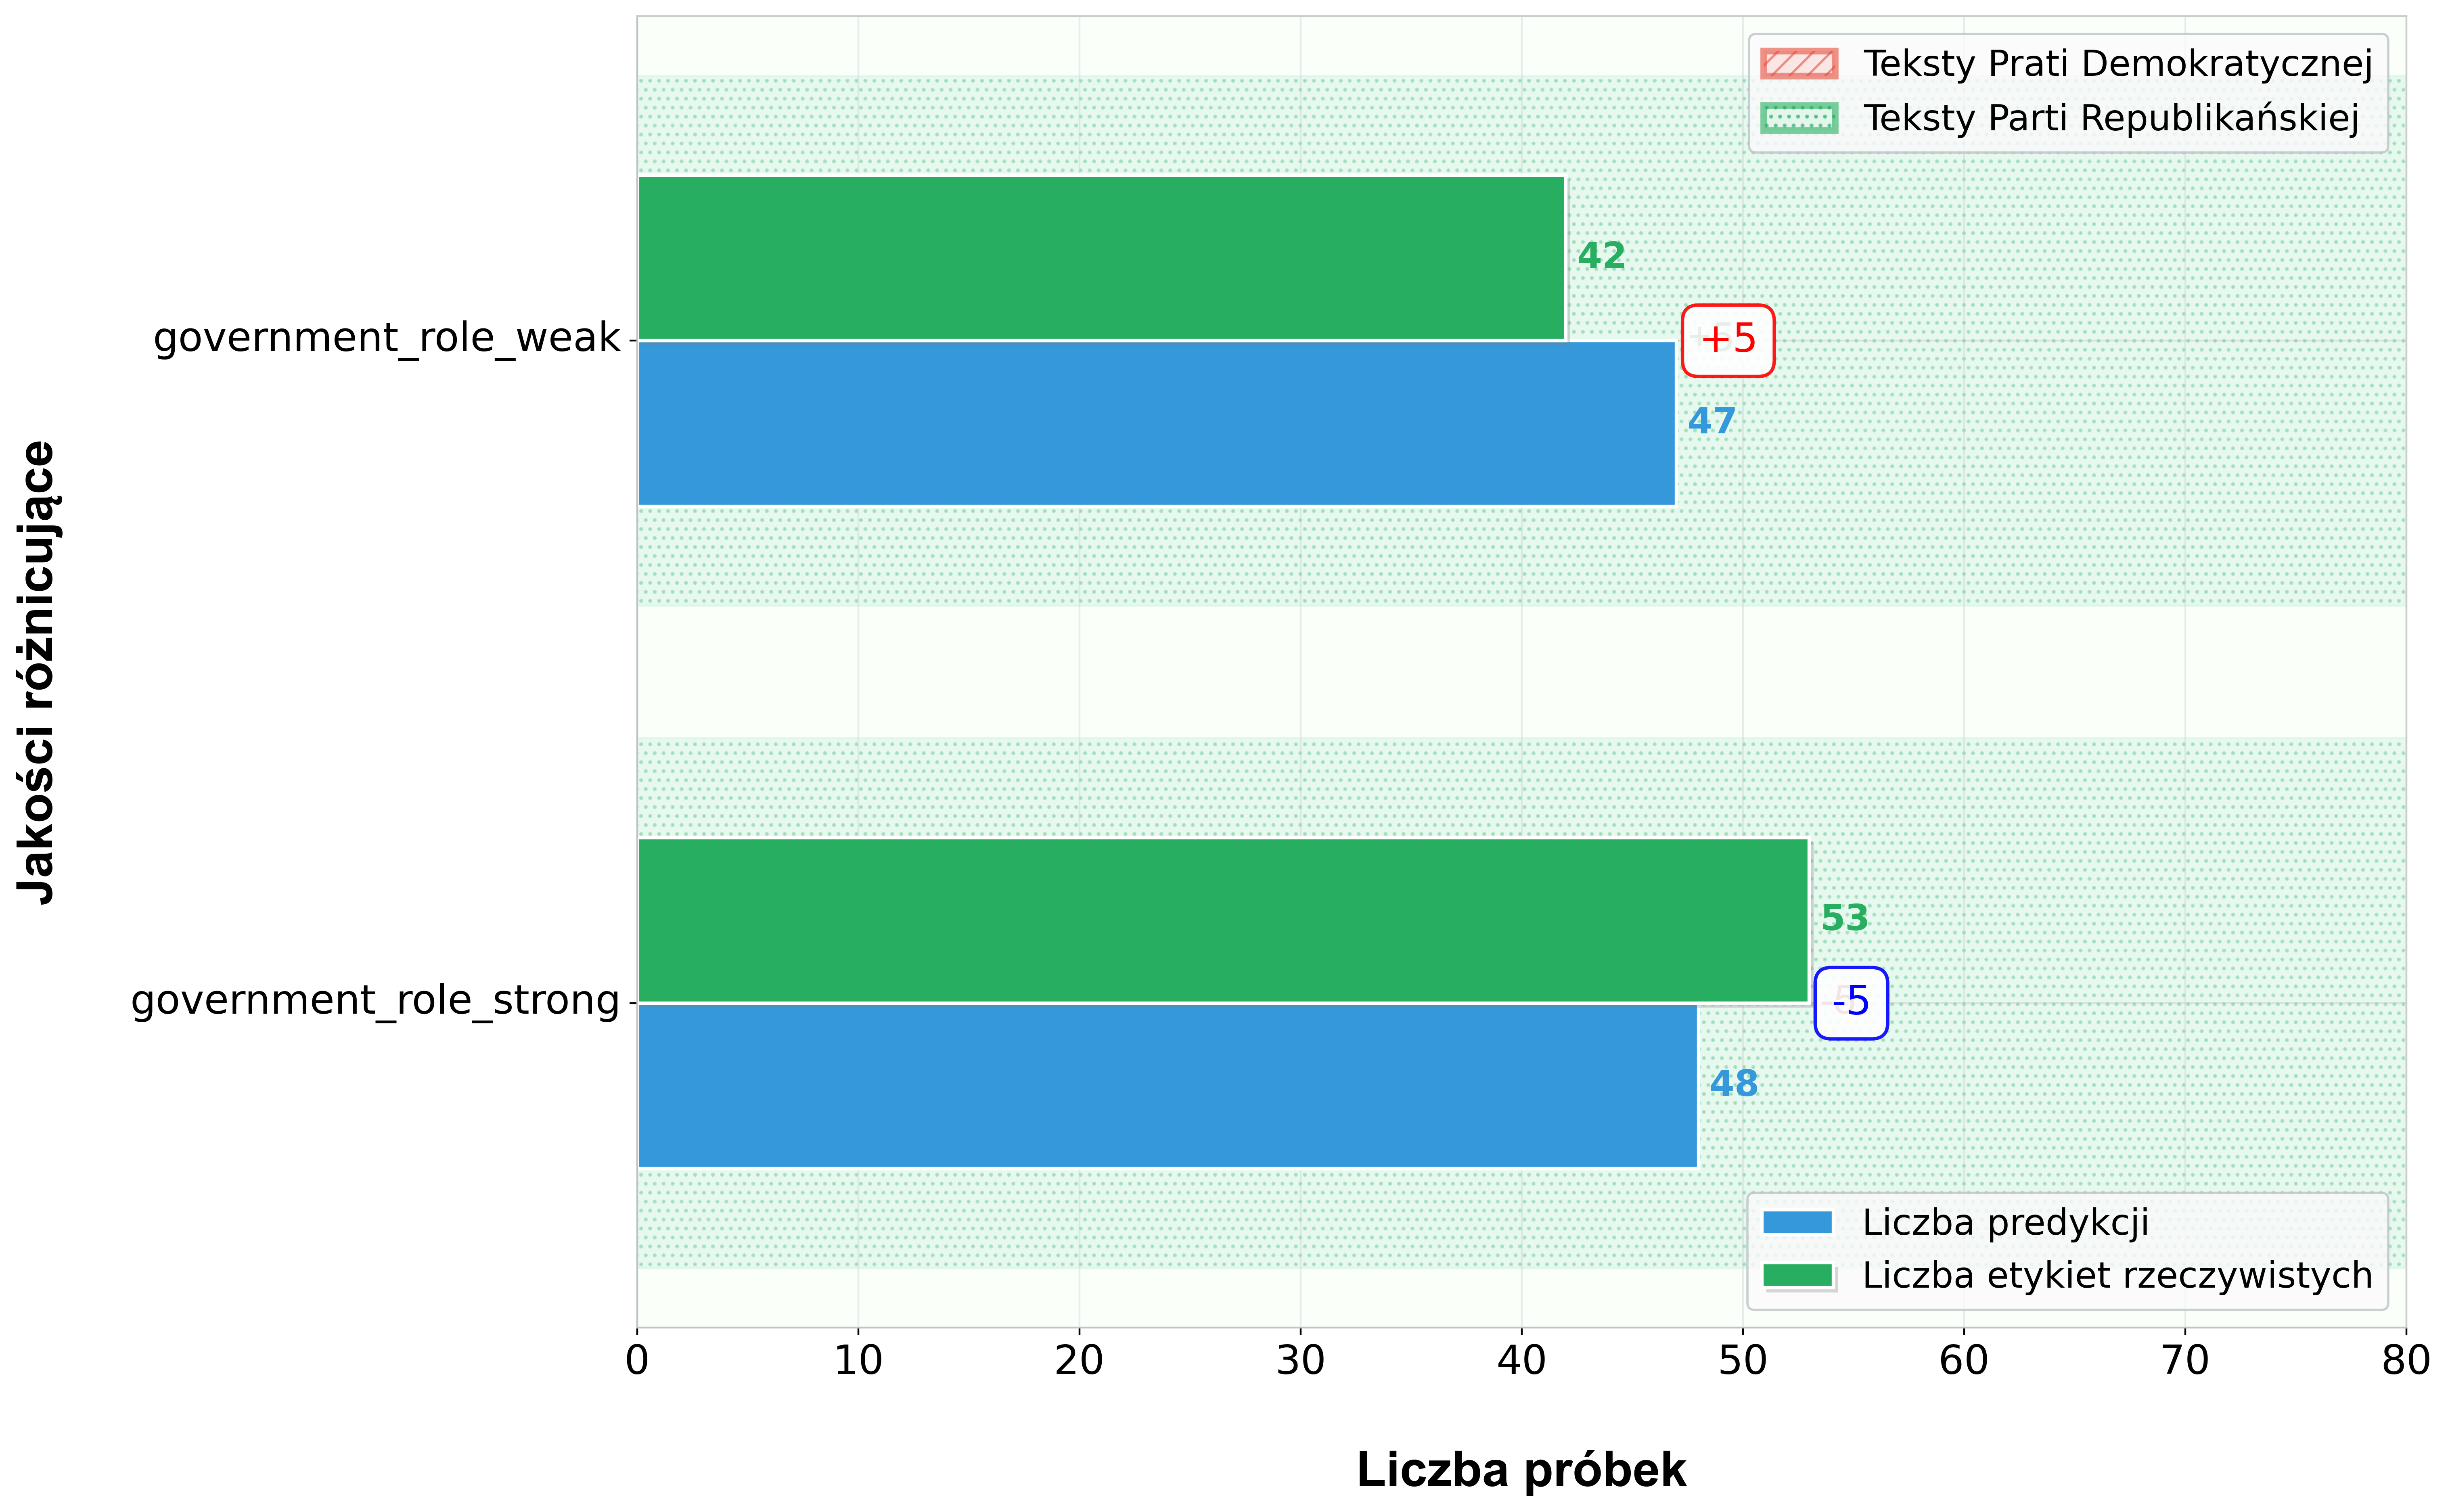 Teksty Prati Demokratycznej
Teksty Parti Republikańskiej
42
government_role_weak
+5
47
Jakości różnicujące
53
government_role_strong
-5
48
Liczba predykcji
Liczba etykiet rzeczywistych
0 10 20 30 40 50 60 70 80
Liczba próbek